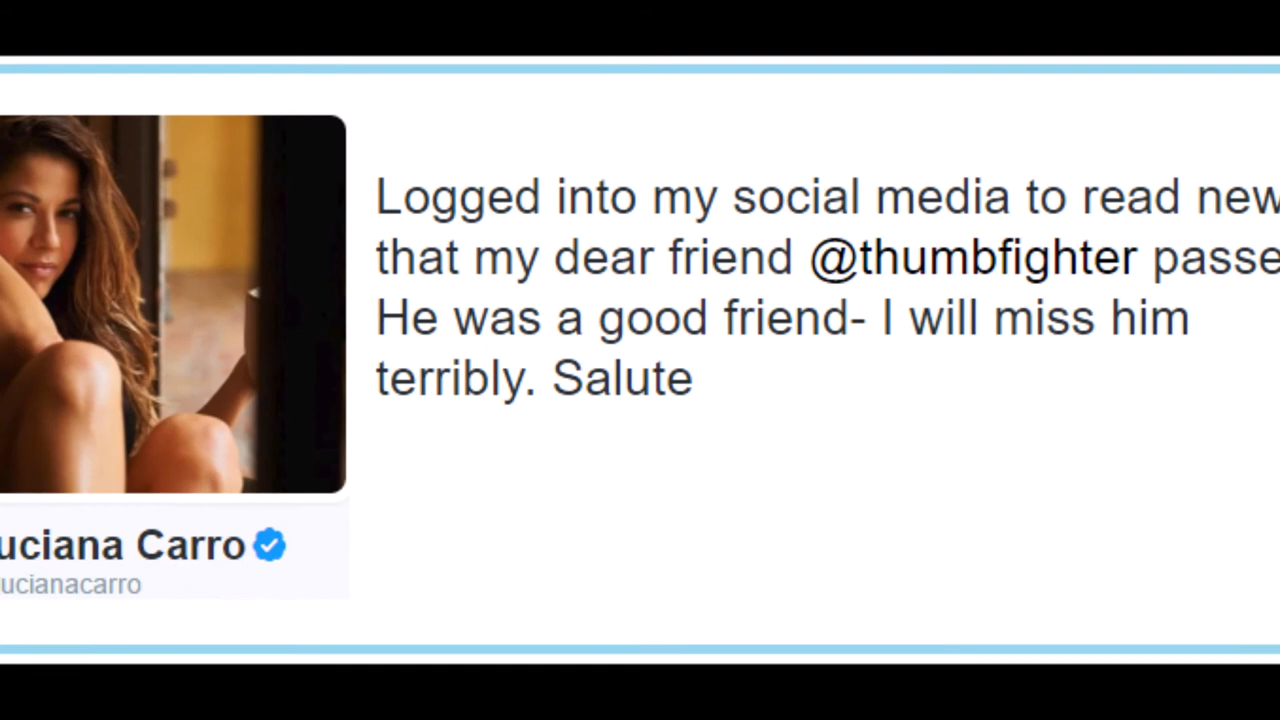 Logged into my social media to read new
that my dear friend @thumbfighter passe
He was a good friend- I will miss him
terribly. Salute
uciana Carro
ucianacarro